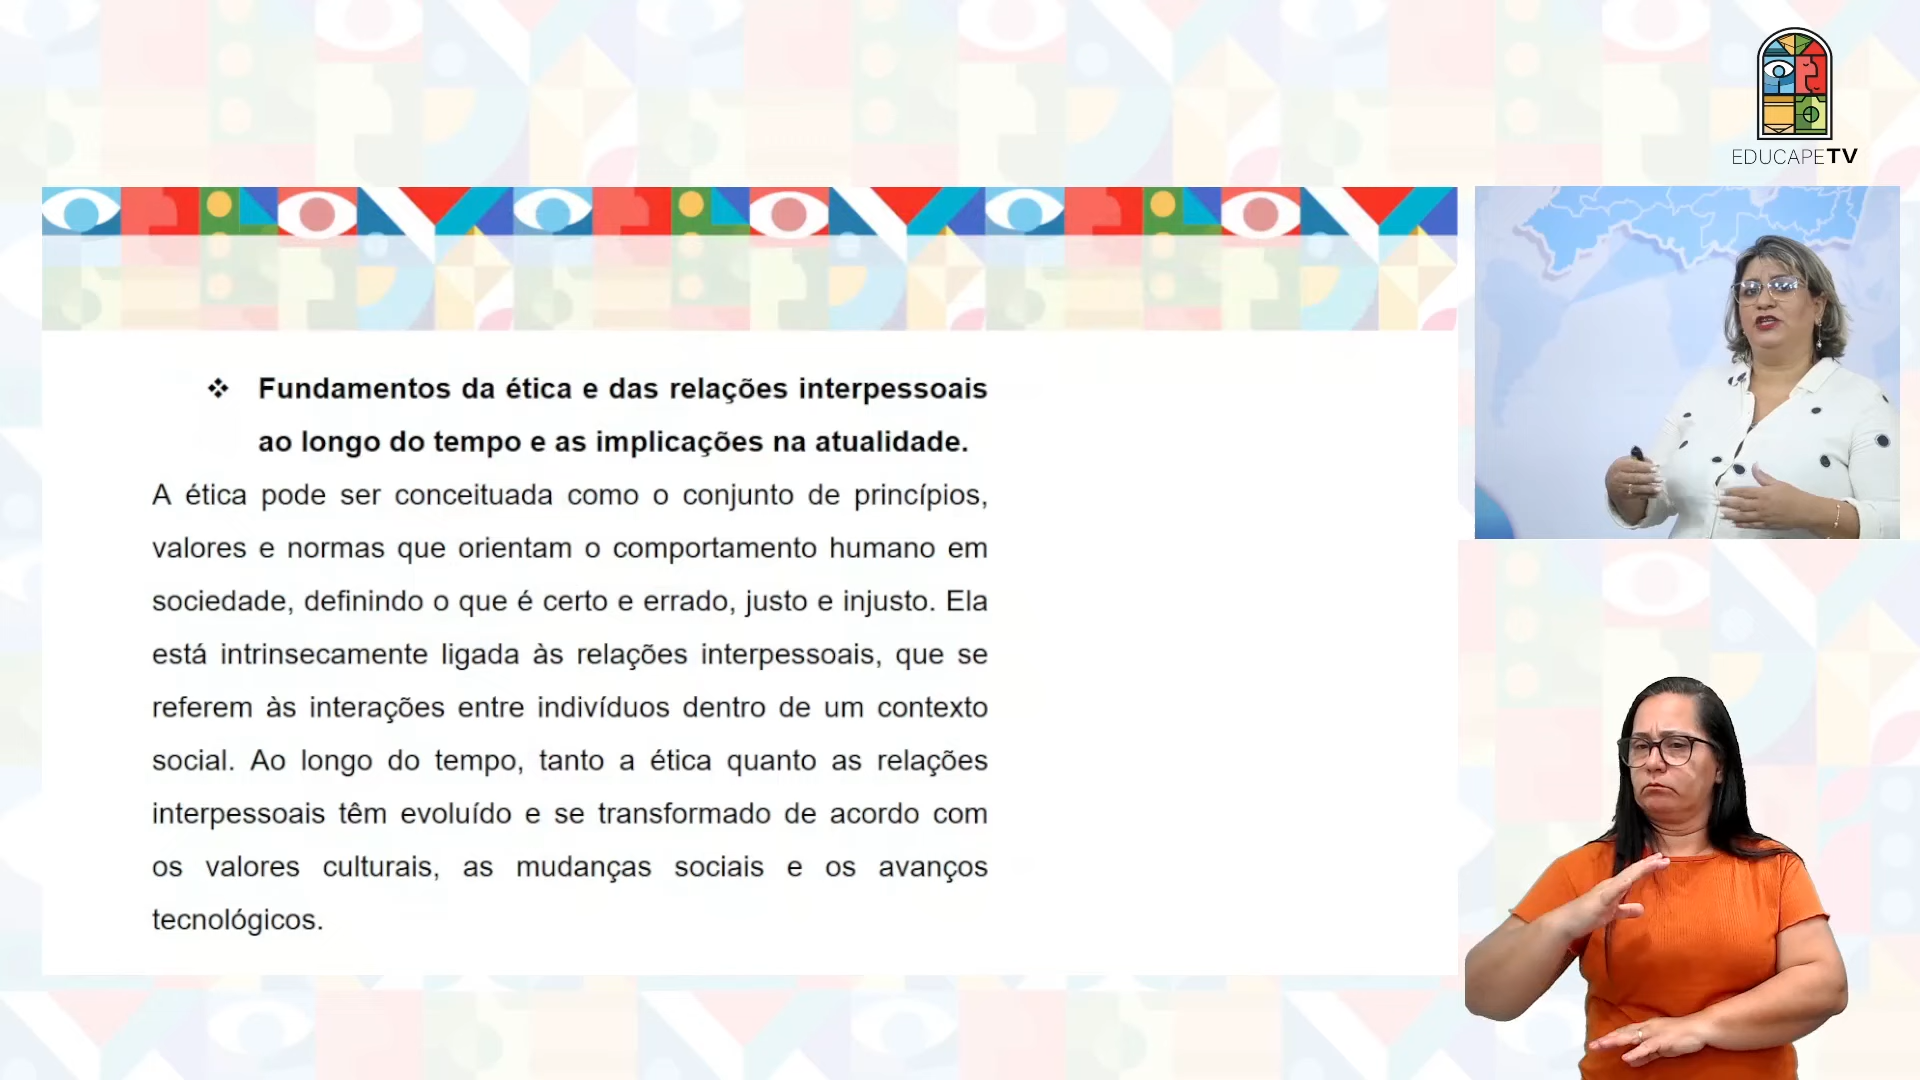 EDUCAPETV
❖ Fundamentos da ética e das relações interpessoais
ao longo do tempo e as implicações na atualidade.
A ética pode ser conceituada como o conjunto de princípios,
valores e normas que orientam o comportamento humano em
sociedade, definindo o que é certo e errado, justo e injusto. Ela
está intrinsecamente ligada às relações interpessoais, que se
referem às interações entre indivíduos dentro de um contexto
social. Ao longo do tempo, tanto a ética quanto as relações
interpessoais têm evoluído e se transformado de acordo com
os valores culturais, as mudanças sociais e os avanços
tecnológicos.